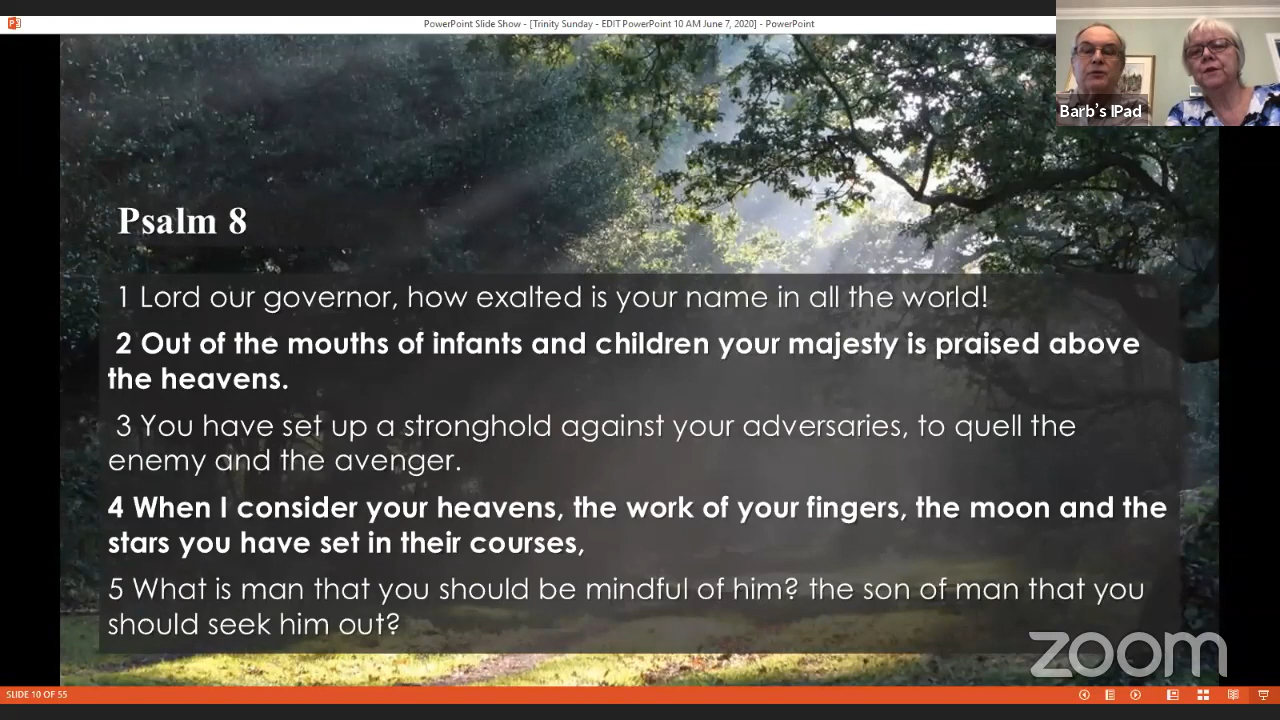 PowerPoint Slide Show - [Trinity Sunday - EDIT PowerPoint 10 AM June 7, 2020] - PowerPoint
Barb's IPad
Psalm 8
1 Lord our governor, how exalted is your name in all the world!
2 Out of the mouths of infants and children your majesty is praised above
the heavens.
3 You have set up a stronghold against your adversaries, to quell the
enemy and the avenger.
4 When I consider your heavens, the work of your fingers, the moon and the
stars you have set in their courses,
5 What is man that you should be mindful of him? the son of man that you
should seek him out?
zoom
SLIDE 10 OF 55